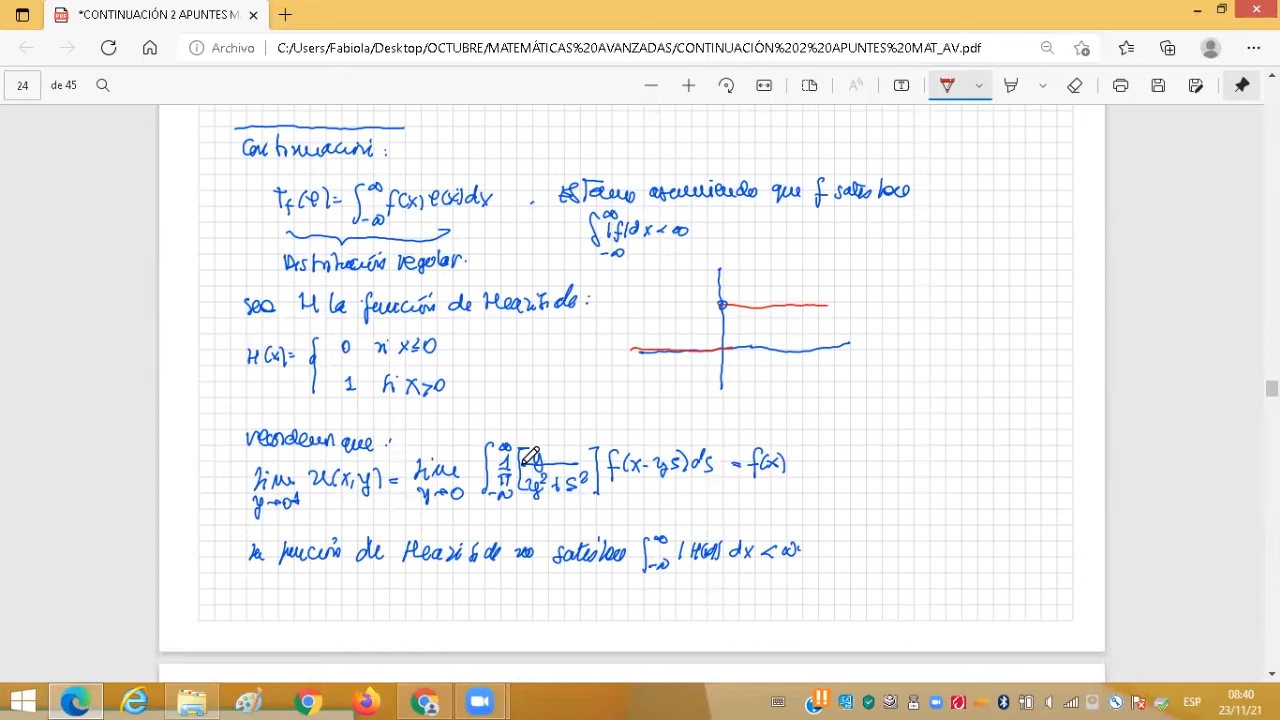 *CONTINUACIÓN 2 APUNTES M
Archivo C:/Users/Fabiola/Desktop/OCTUBRE/MATEMÁTICAS%20AVANZADAS/CONTINUACIÓN%202%20APUNTES%20MAT_AV.pdf
24 de 45
Continuación:
T_f(φ) = ∫_{-∞}^{∞} f(x) φ(x) dx . Estamo asumiendo que f satisface
∫_{-∞}^{∞} |f| dx < ∞
Distribución regular.
sea H la función de Heaviside:
H(x) = { 0 si x ≤ 0
1 si x > 0
recordemos que:
lim_{y→0+} u(x,y) = lim_{y→0} ∫_{-∞}^{∞} 1/π [y / y² + s²] f(x-ys) ds = f(x)
la función de Heaviside no satisface ∫_{-∞}^{∞} |H(x)| dx < ∞.
ESP
08:40
23/11/21